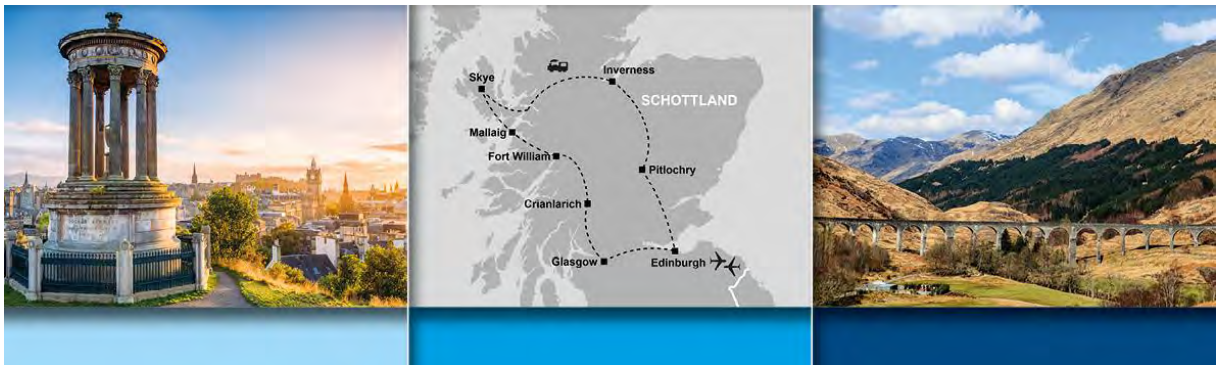 Skye
Inverness
SCHOTTLAND
Mallaig
Fort William
Pitlochry
Crianlarich
Glasgow
Edinburgh